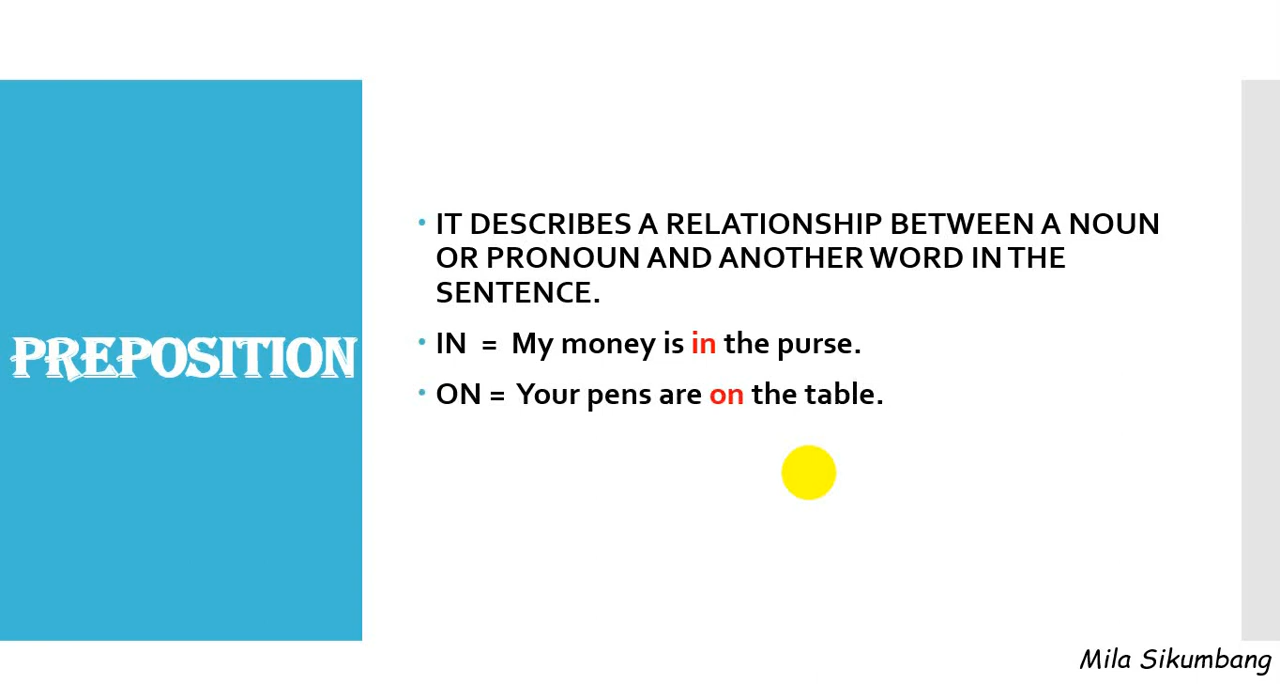 PREPOSITION
• IT DESCRIBES A RELATIONSHIP BETWEEN A NOUN
OR PRONOUN AND ANOTHER WORD IN THE
SENTENCE.
• IN = My money is in the purse.
• ON = Your pens are on the table.
Mila Sikumbang